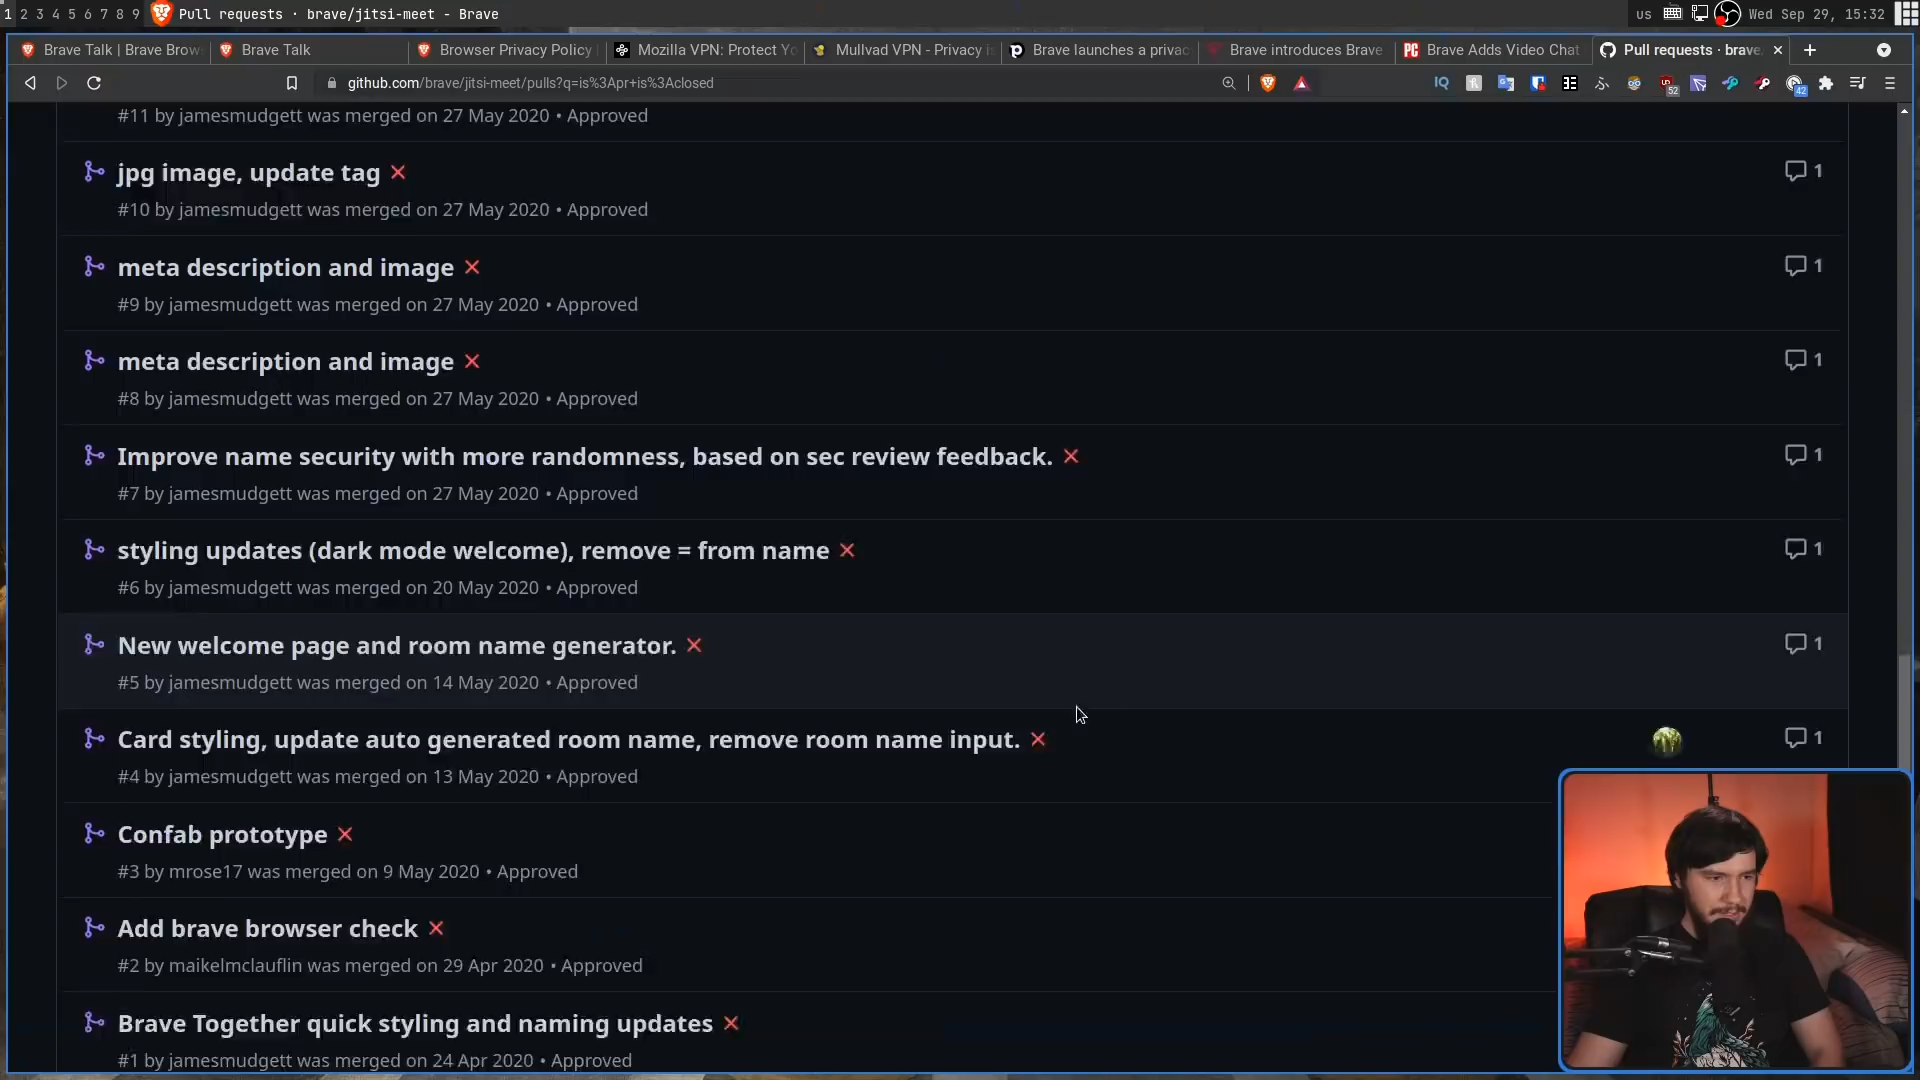 1 2 3 4 5 6 7 8 9 Pull requests · brave/jitsi-meet - Brave us Wed Sep 29, 15:32
Brave Talk | Brave Brow Brave Talk Browser Privacy Policy Mozilla VPN: Protect Yo Mullvad VPN - Privacy i Brave launches a privac Brave introduces Brave PC Brave Adds Video Chat Pull requests · brave
github.com/brave/jitsi-meet/pulls?q=is%3Apr+is%3Aclosed IQ 52 42
#11 by jamesmudgett was merged on 27 May 2020 • Approved
jpg image, update tag 1
#10 by jamesmudgett was merged on 27 May 2020 • Approved
meta description and image 1
#9 by jamesmudgett was merged on 27 May 2020 • Approved
meta description and image 1
#8 by jamesmudgett was merged on 27 May 2020 • Approved
Improve name security with more randomness, based on sec review feedback. 1
#7 by jamesmudgett was merged on 27 May 2020 • Approved
styling updates (dark mode welcome), remove = from name 1
#6 by jamesmudgett was merged on 20 May 2020 • Approved
New welcome page and room name generator. 1
#5 by jamesmudgett was merged on 14 May 2020 • Approved
Card styling, update auto generated room name, remove room name input. 1
#4 by jamesmudgett was merged on 13 May 2020 • Approved
Confab prototype
#3 by mrose17 was merged on 9 May 2020 • Approved
Add brave browser check
#2 by maikelmclauflin was merged on 29 Apr 2020 • Approved
Brave Together quick styling and naming updates
#1 by jamesmudgett was merged on 24 Apr 2020 • Approved